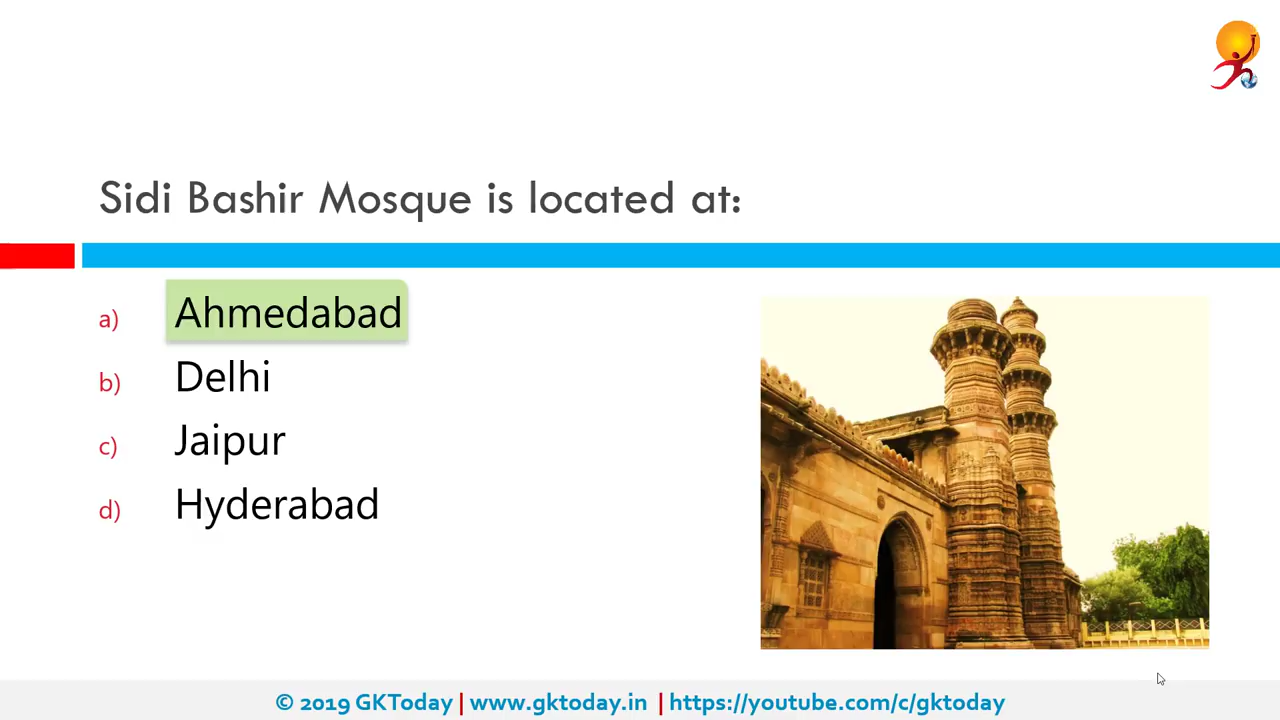 Sidi Bashir Mosque is located at:
a) Ahmedabad
b) Delhi
c) Jaipur
d) Hyderabad
© 2019 GKToday | www.gktoday.in | https://youtube.com/c/gktoday